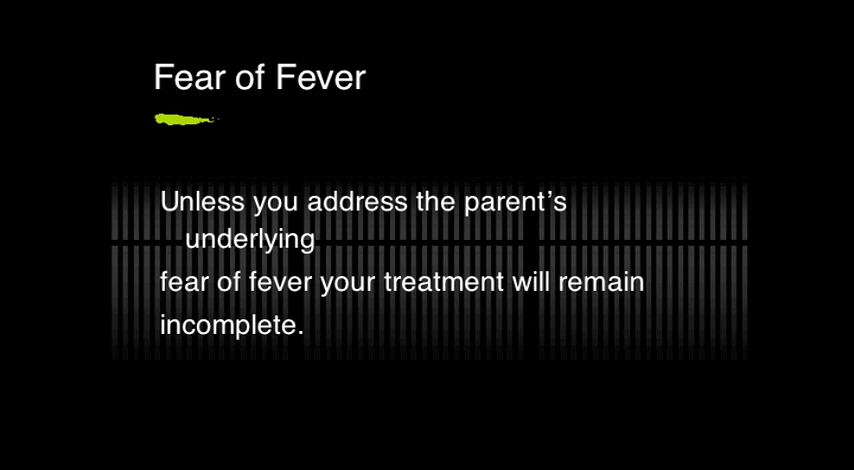 Fear of Fever
Unless you address the parent’s
underlying
fear of fever your treatment will remain
incomplete.